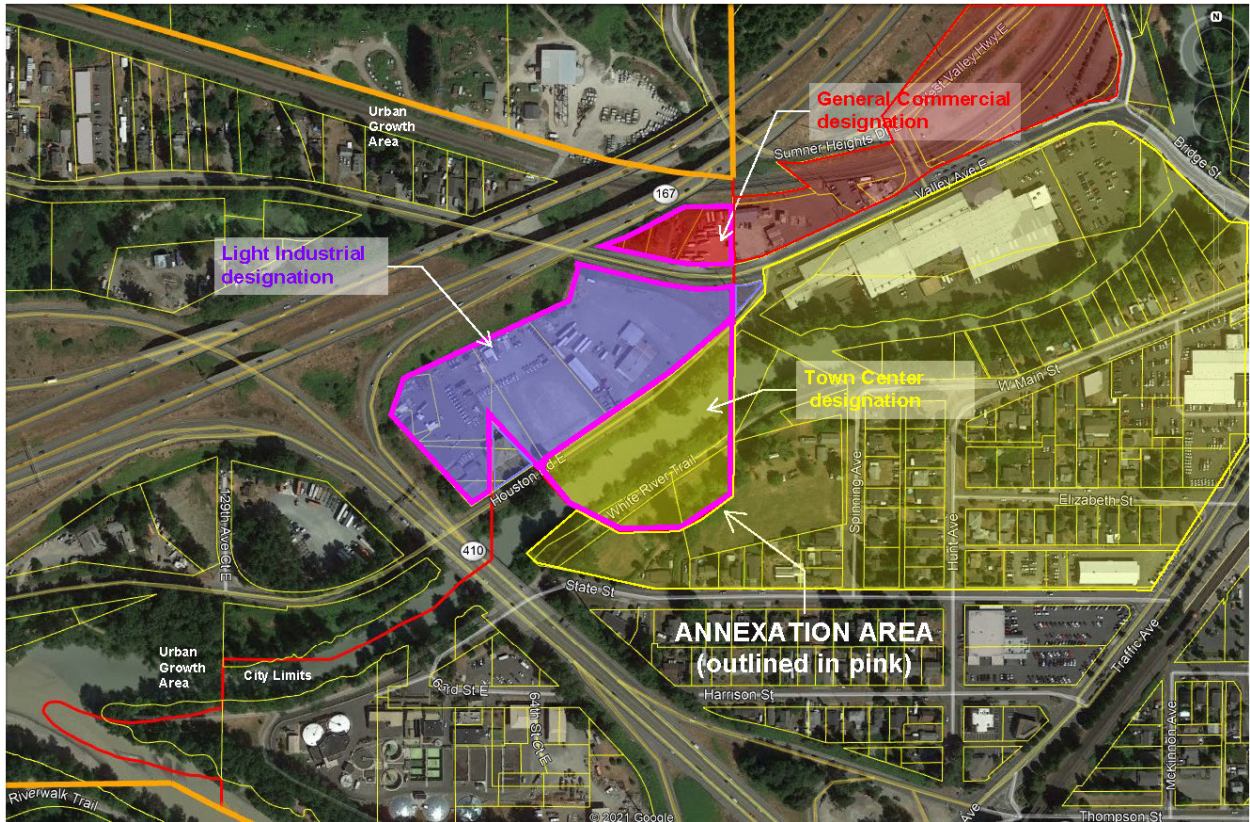 N
Urban
Growth
Area
West Valley Hwy E
General Commercial
designation
Sumner Heights D
Bridge St
167
Valley Ave E
Light Industrial
designation
Town Center
designation
W Main St
Houston Rd E
White River Trail
Spinning Ave
Hunt Ave
Elizabeth St
129th Ave Ct E
410
State St
ANNEXATION AREA
(outlined in pink)
Traffic Ave
Urban
Growth
Area
City Limits
63rd St E
64th St Ct E
Harrison St
McKinnon Ave
Riverwalk Trail
© 2021 Google
Ave
Thompson St